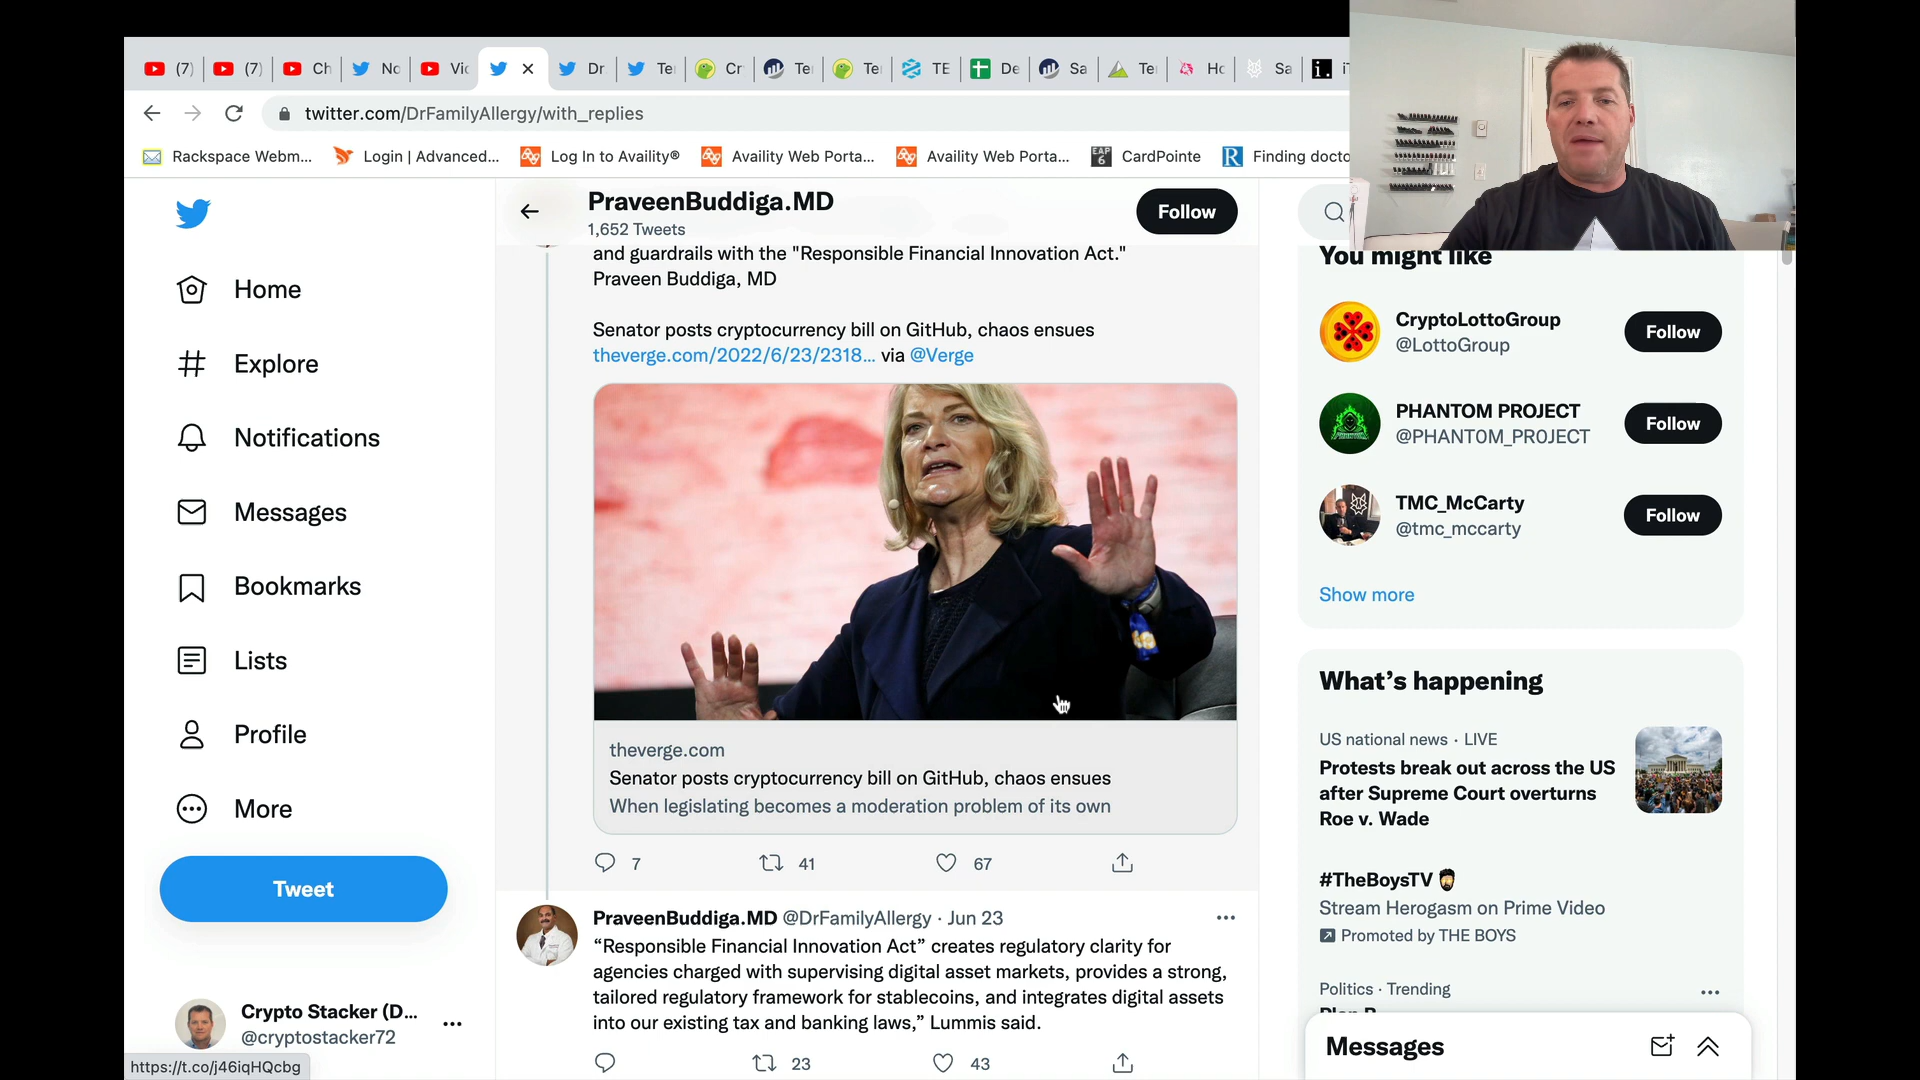 (7)
(7)
Ch
No
Vic
Dr
Te
Cr
Te
Te
TE
De
Sa
Te
Ho
Sa
twitter.com/DrFamilyAllergy/with_replies
Rackspace Webm...
Login | Advanced...
Log In to Availity®
Availity Web Porta...
Availity Web Porta...
EAP 6
CardPointe
R
Finding docto
PraveenBuddiga.MD
1,652 Tweets
Follow
Home
Explore
Notifications
Messages
Bookmarks
Lists
Profile
More
Tweet
Crypto Stacker (D...
@cryptostacker72
https://t.co/j46iqHQcbg
and guardrails with the "Responsible Financial Innovation Act."
Praveen Buddiga, MD
Senator posts cryptocurrency bill on GitHub, chaos ensues
theverge.com/2022/6/23/2318... via @Verge
theverge.com
Senator posts cryptocurrency bill on GitHub, chaos ensues
When legislating becomes a moderation problem of its own
7 41 67
PraveenBuddiga.MD @DrFamilyAllergy · Jun 23
“Responsible Financial Innovation Act” creates regulatory clarity for
agencies charged with supervising digital asset markets, provides a strong,
tailored regulatory framework for stablecoins, and integrates digital assets
into our existing tax and banking laws,” Lummis said.
23 43
You might like
CryptoLottoGroup
@LottoGroup
Follow
PHANTOM PROJECT
@PHANT0M_PR0JECT
Follow
TMC_McCarty
@tmc_mccarty
Follow
Show more
What’s happening
US national news · LIVE
Protests break out across the US
after Supreme Court overturns
Roe v. Wade
#TheBoysTV
Stream Herogasm on Prime Video
Promoted by THE BOYS
Politics · Trending
Plan B
Messages